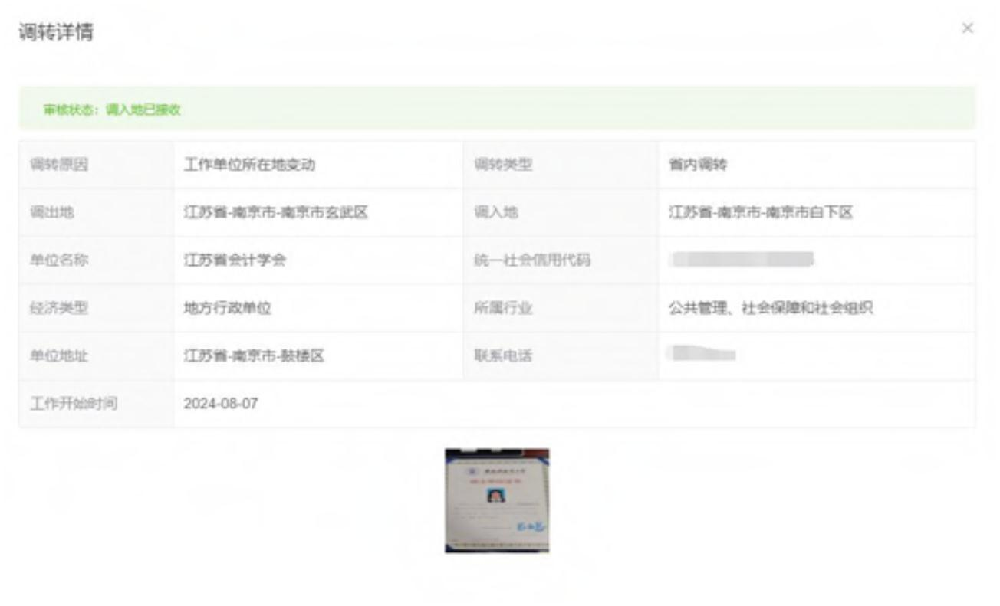 调转详情
×
审核状态：调入地已接收
调转原因 工作单位所在地变动 调转类型 省内调转
调出地 江苏省-南京市-南京市玄武区 调入地 江苏省-南京市-南京市白下区
单位名称 江苏省会计学会 统一社会信用代码
经济类型 地方行政单位 所属行业 公共管理、社会保障和社会组织
单位地址 江苏省-南京市-鼓楼区 联系电话
工作开始时间 2024-08-07